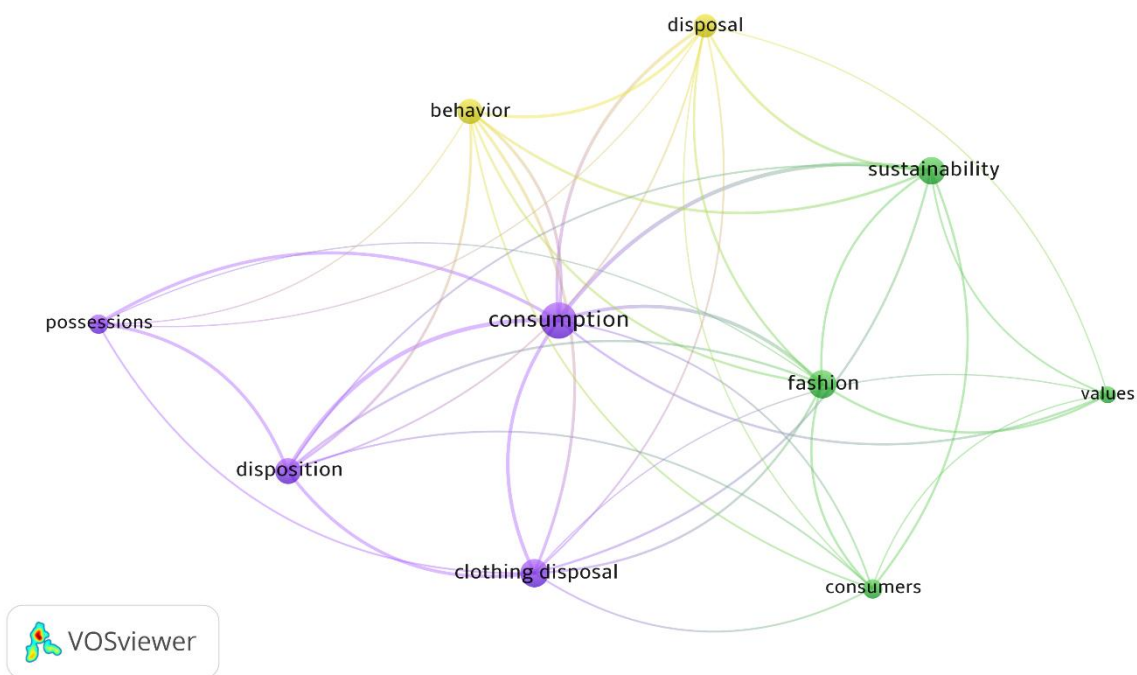 disposal
behavior
sustainability
possessions
consumption
fashion
values
disposition
clothing disposal
consumers
VOSviewer